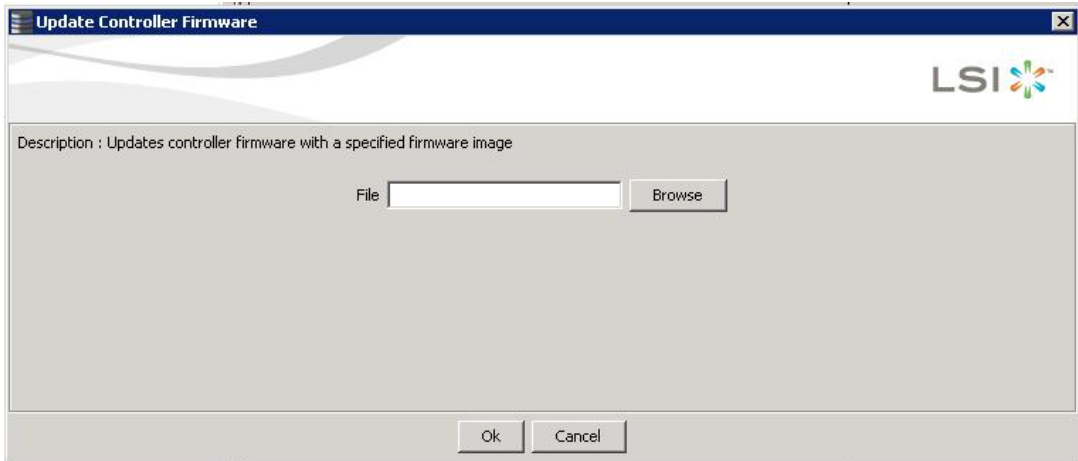 Update Controller Firmware
LSI
Description : Updates controller firmware with a specified firmware image
File
Browse
Ok
Cancel